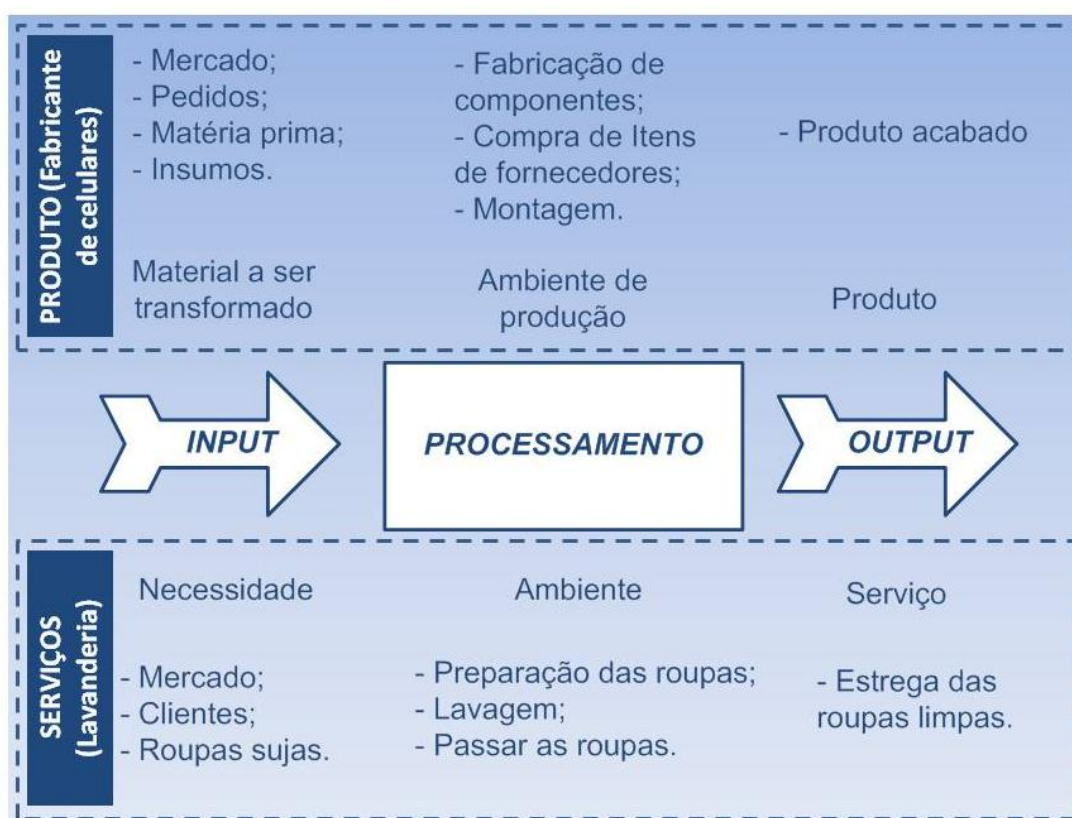 PRODUTO (Fabricante
de celulares)
- Mercado;
- Pedidos;
- Matéria prima;
- Insumos.
Material a ser
transformado
- Fabricação de
componentes;
- Compra de Itens
de fornecedores;
- Montagem.
Ambiente de
produção
- Produto acabado
Produto
INPUT
PROCESSAMENTO
OUTPUT
SERVIÇOS
(Lavanderia)
Necessidade
- Mercado;
- Clientes;
- Roupas sujas.
Ambiente
- Preparação das roupas;
- Lavagem;
- Passar as roupas.
Serviço
- Estrega das
roupas limpas.